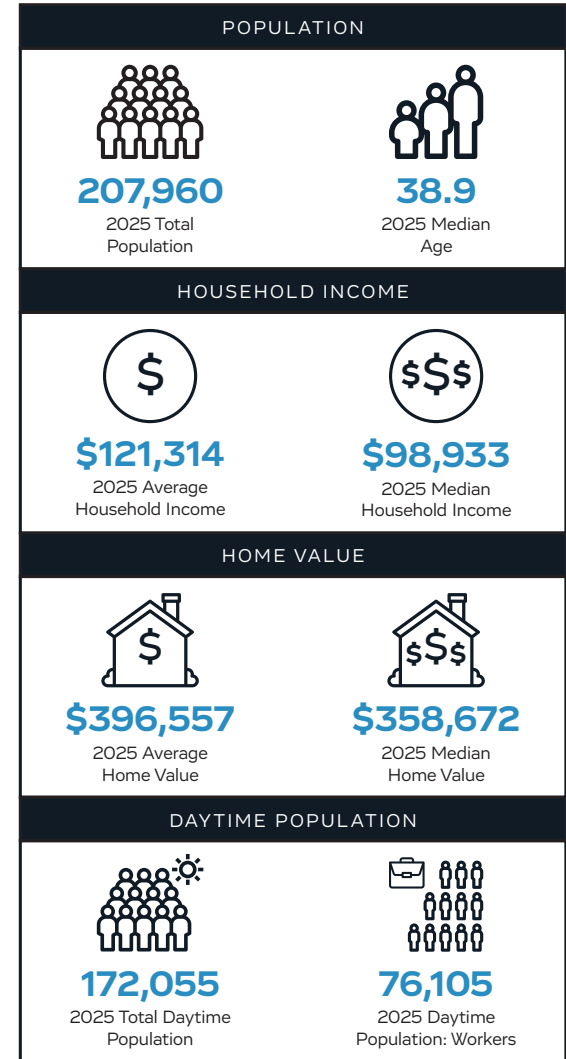 POPULATION
207,960
2025 Total
Population
38.9
2025 Median
Age
HOUSEHOLD INCOME
$
$121,314
2025 Average
Household Income
$$$
$98,933
2025 Median
Household Income
HOME VALUE
$
$396,557
2025 Average
Home Value
$$$
$358,672
2025 Median
Home Value
DAYTIME POPULATION
172,055
2025 Total Daytime
Population
76,105
2025 Daytime
Population: Workers